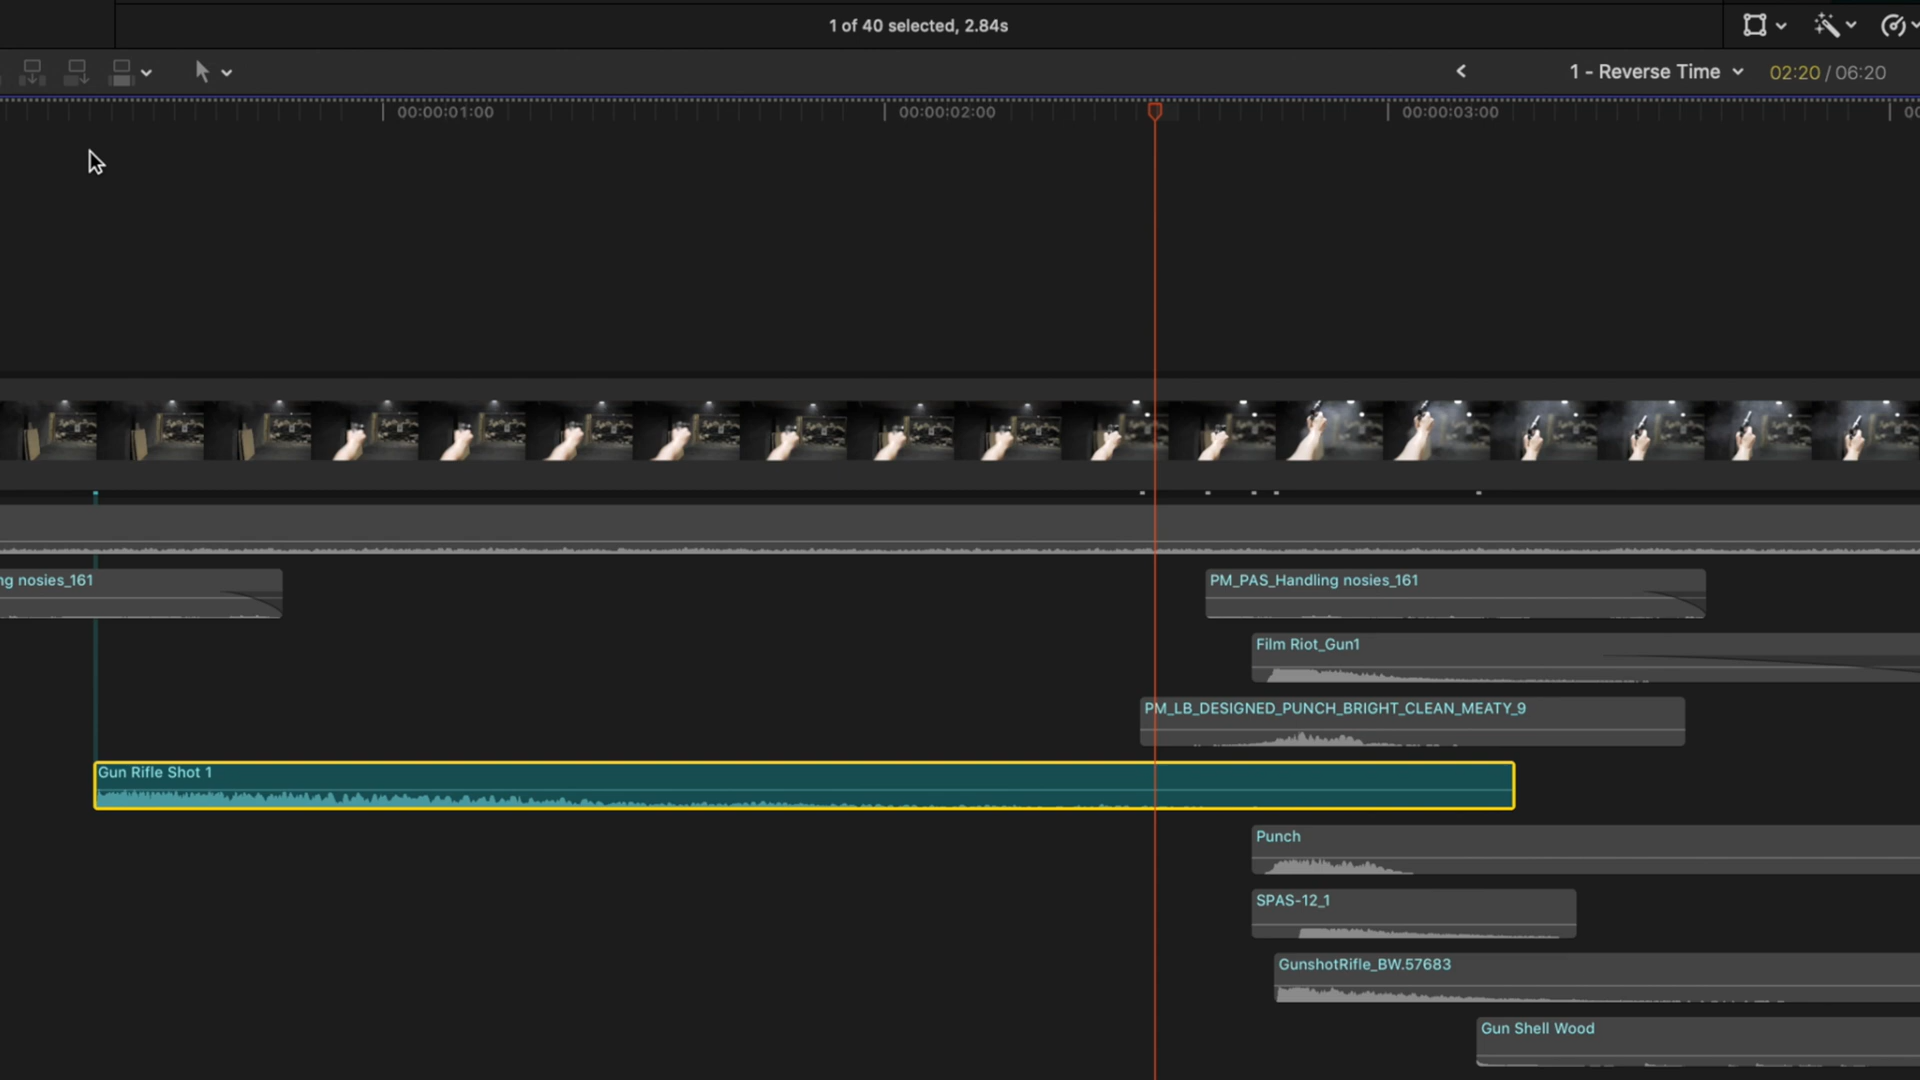 1 of 40 selected, 2.84s
1 - Reverse Time
02:20 / 06:20
00:00:01:00
00:00:02:00
00:00:03:00
ng nosies_161
PM_PAS_Handling nosies_161
Film Riot_Gun1
PM_LB_DESIGNED_PUNCH_BRIGHT_CLEAN_MEATY_9
Gun Rifle Shot 1
Punch
SPAS-12_1
GunshotRifle_BW.57683
Gun Shell Wood